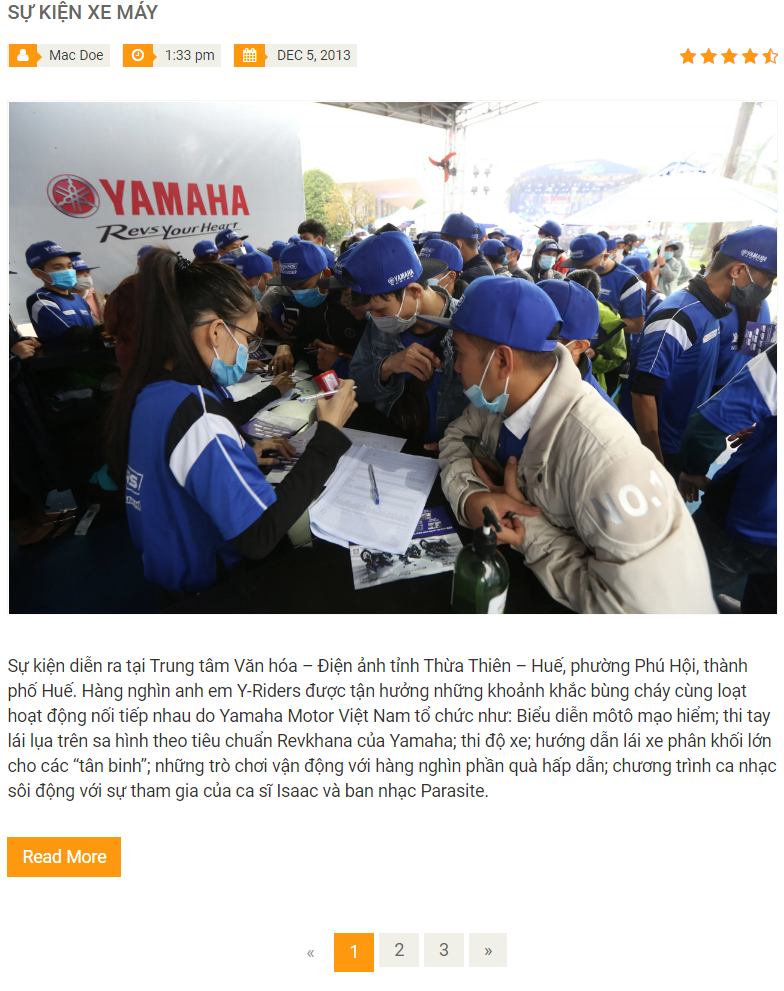 SỰ KIỆN XE MÁY
Mac Doe
1:33 pm
DEC 5, 2013
YAMAHA
Revs Your Heart
YAMAHA
NO.1
Sự kiện diễn ra tại Trung tâm Văn hóa – Điện ảnh tỉnh Thừa Thiên – Huế, phường Phú Hội, thành
phố Huế. Hàng nghìn anh em Y-Riders được tận hưởng những khoảnh khắc bùng cháy cùng loạt
hoạt động nối tiếp nhau do Yamaha Motor Việt Nam tổ chức như: Biểu diễn môtô mạo hiểm; thi tay
lái lụa trên sa hình theo tiêu chuẩn Revkhana của Yamaha; thi độ xe; hướng dẫn lái xe phân khối lớn
cho các “tân binh”; những trò chơi vận động với hàng nghìn phần quà hấp dẫn; chương trình ca nhạc
sôi động với sự tham gia của ca sĩ Isaac và ban nhạc Parasite.
Read More
« 1 2 3 »